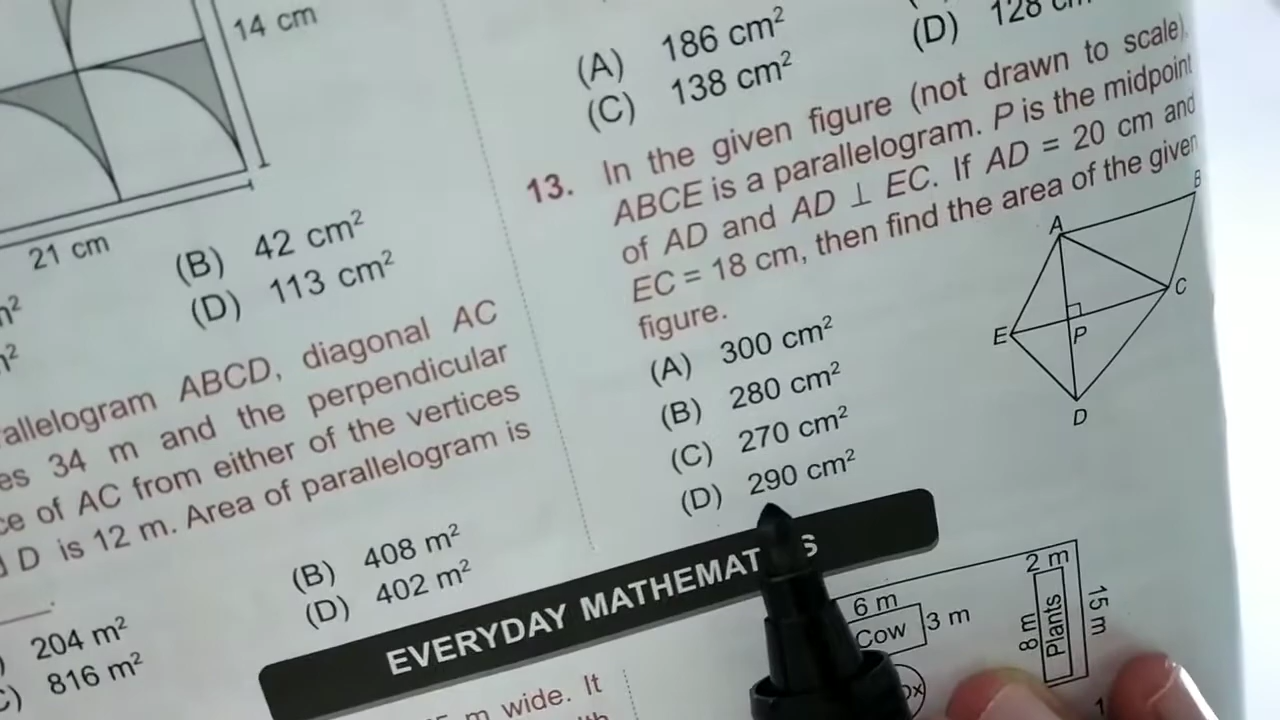 14 cm
21 cm
(B) 42 cm²
(D) 113 cm²
diagonal AC
es 34 m and the perpendicular
ce of AC from either of the vertices
D is 12 m. Area of parallelogram is
(B) 408 m²
(D) 402 m²
204 m²
816 m²
(A) 186 cm²
(C) 138 cm²
(D) 128
13. In the given figure (not drawn to scale),
ABCE is a parallelogram. P is the midpoint
of AD and AD ⊥ EC. If AD = 20 cm and
EC = 18 cm, then find the area of the given
figure.
(A) 300 cm²
(B) 280 cm²
(C) 270 cm²
(D) 290 cm²
B
A
C
E
P
D
EVERYDAY MATHEMAT S
m wide. It
2 m
6 m
Cow
3 m
8 m
Plants
15 m